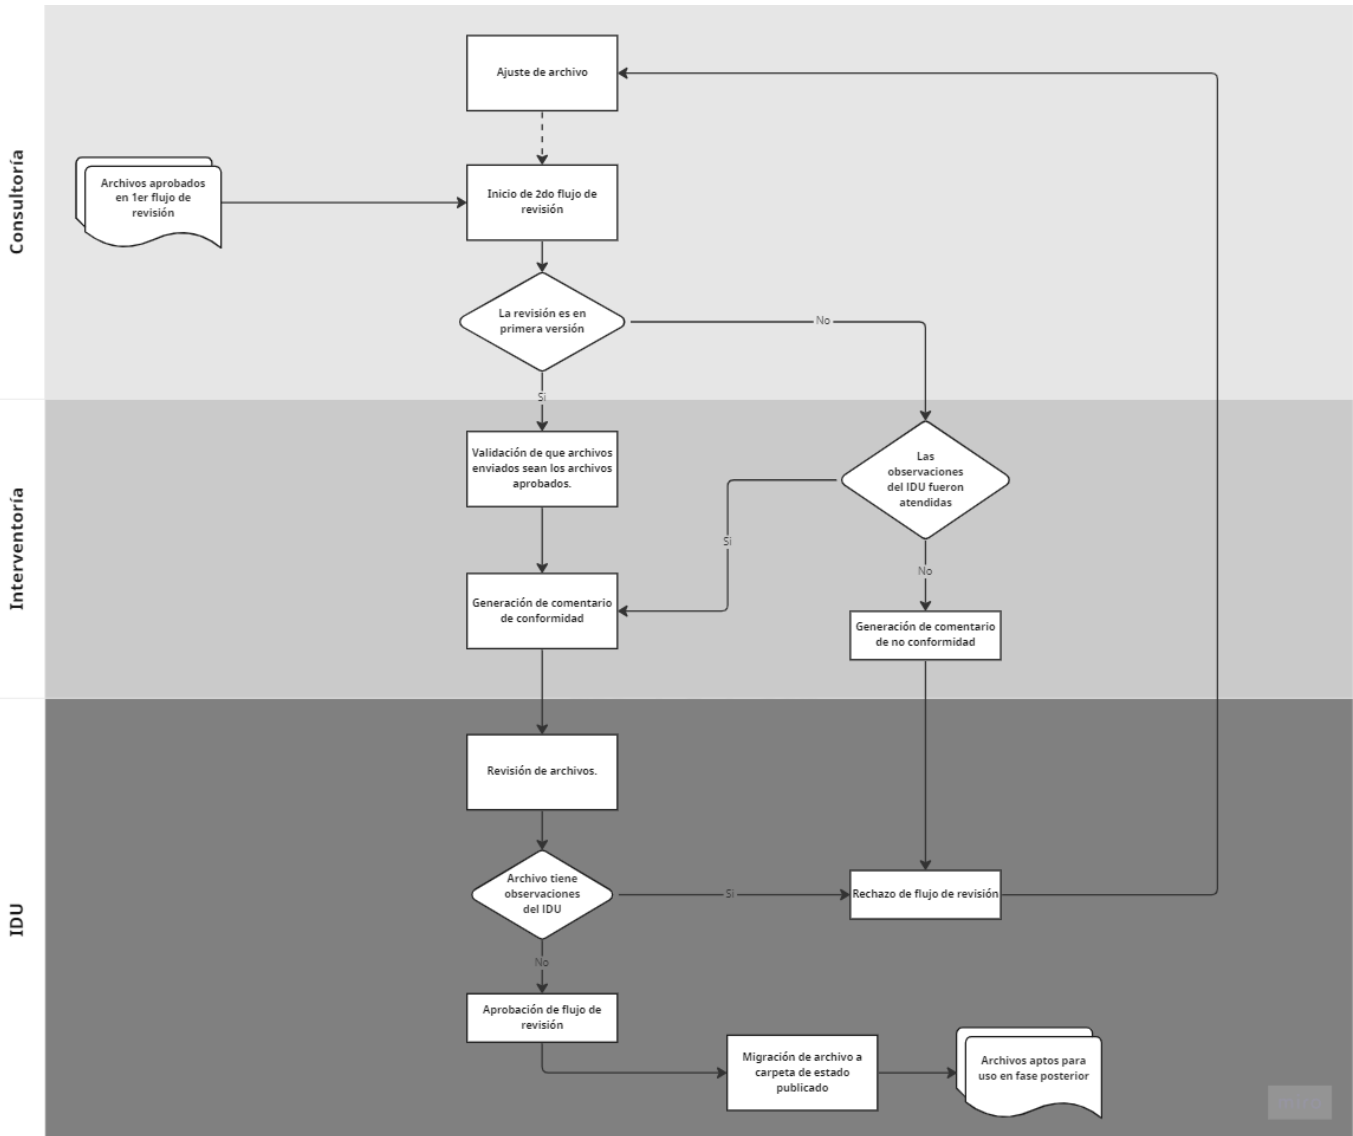 Consultoría
Ajuste de archivo
Archivos aprobados
en 1er flujo de
revisión
Inicio de 2do flujo de
revisión
La revisión es en
primera versión
No
Si
Interventoría
Validación de que archivos
enviados sean los archivos
aprobados.
Las
observaciones
del IDU fueron
atendidas
Si
No
Generación de comentario
de conformidad
Generación de comentario
de no conformidad
IDU
Revisión de archivos.
Archivo tiene
observaciones
del IDU
Si
Rechazo de flujo de revisión
No
Aprobación de flujo de
revisión
Migración de archivo a
carpeta de estado
publicado
Archivos aptos para
uso en fase posterior